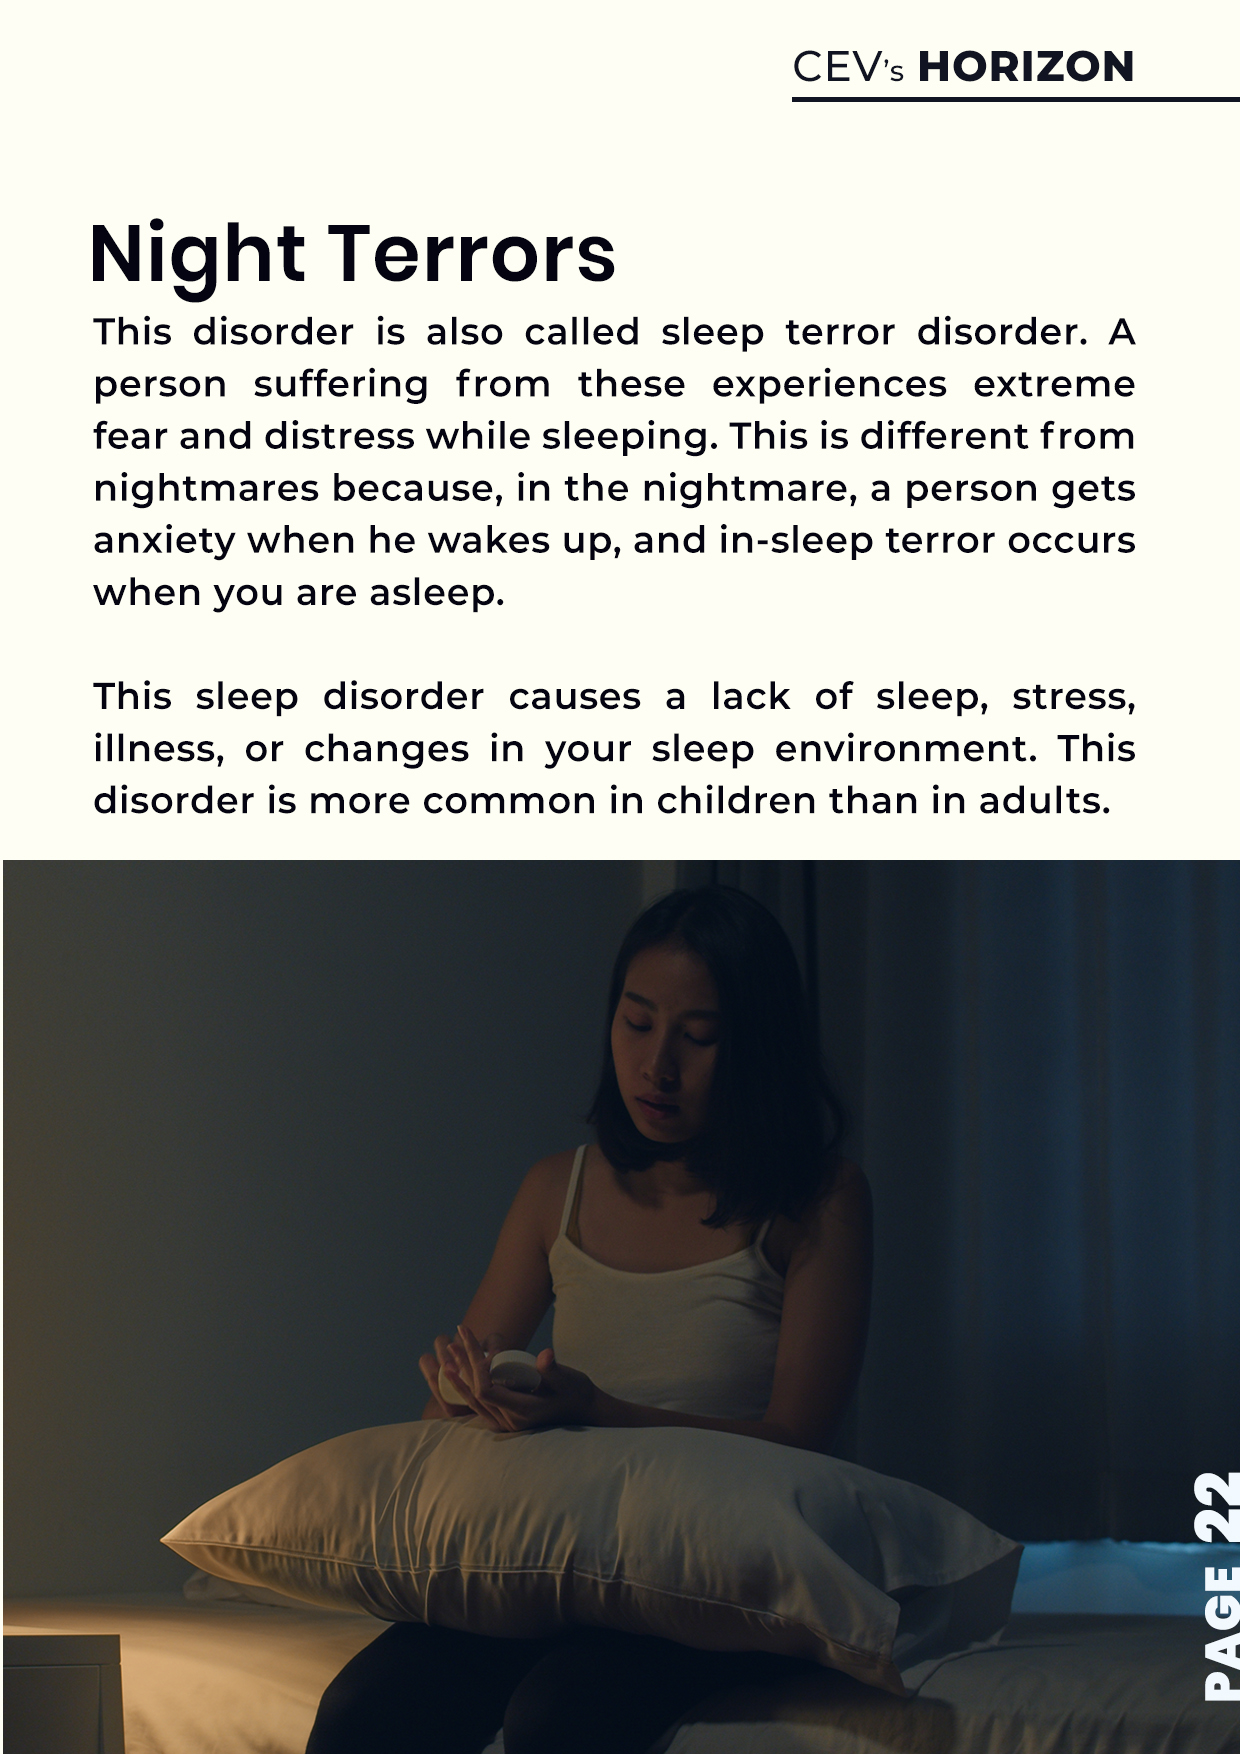 CEV's HORIZON
Night Terrors
This disorder is also called sleep terror disorder. A
person suffering from these experiences extreme
fear and distress while sleeping. This is different from
nightmares because, in the nightmare, a person gets
anxiety when he wakes up, and in-sleep terror occurs
when you are asleep.
This sleep disorder causes a lack of sleep, stress,
illness, or changes in your sleep environment. This
disorder is more common in children than in adults.
PAGE 22